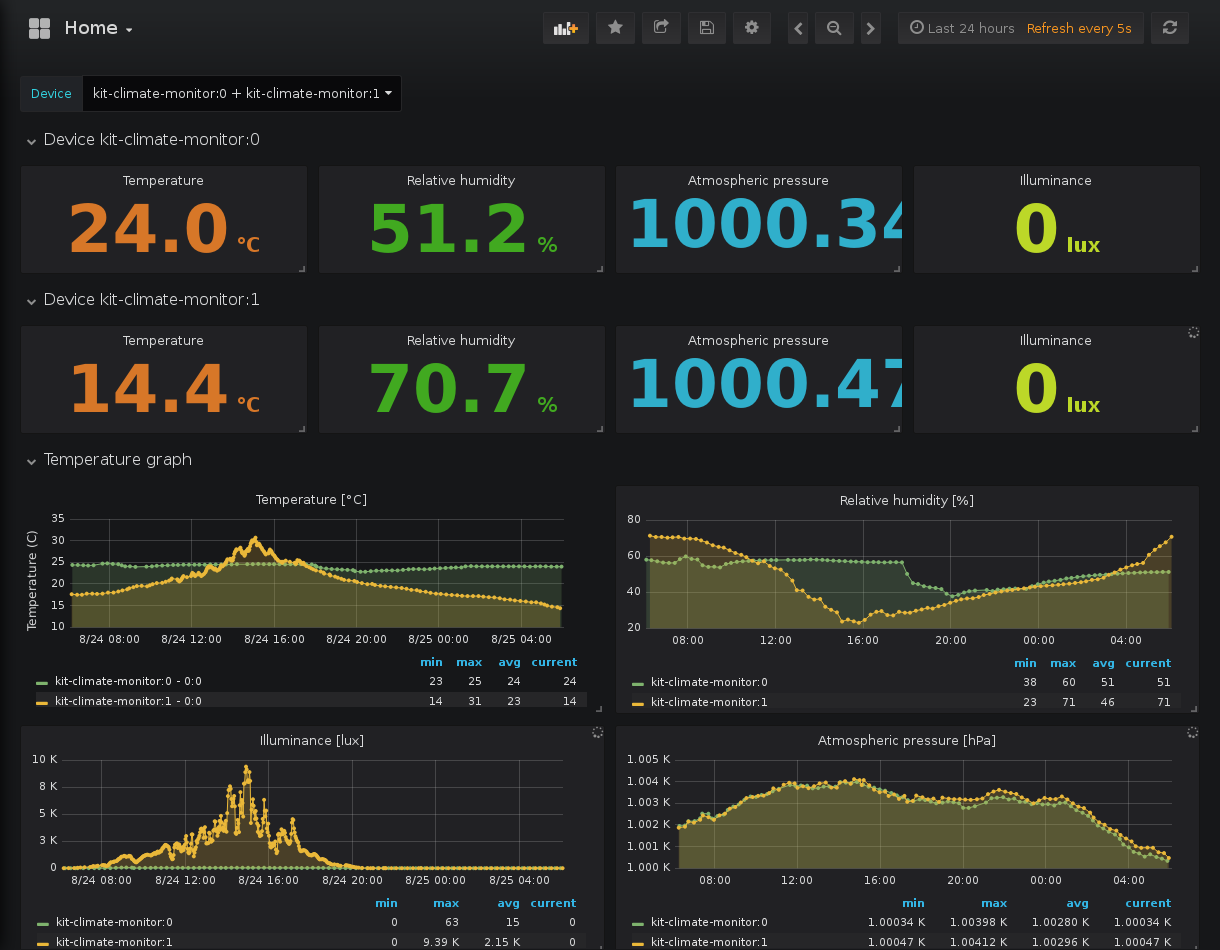 Home
Last 24 hours Refresh every 5s
Device kit-climate-monitor:0 + kit-climate-monitor:1
Device kit-climate-monitor:0
Temperature Relative humidity Atmospheric pressure Illuminance
24.0 °C 51.2 % 1000.34 0 lux
Device kit-climate-monitor:1
Temperature Relative humidity Atmospheric pressure Illuminance
14.4 °C 70.7 % 1000.47 0 lux
Temperature graph
Temperature [°C]
Temperature (C)
35
30
25
20
15
10
8/24 08:00 8/24 12:00 8/24 16:00 8/24 20:00 8/25 00:00 8/25 04:00
min max avg current
kit-climate-monitor:0 - 0:0 23 25 24 24
kit-climate-monitor:1 - 0:0 14 31 23 14
Relative humidity [%]
80
60
40
20
08:00 12:00 16:00 20:00 00:00 04:00
min max avg current
kit-climate-monitor:0 38 60 51 51
kit-climate-monitor:1 23 71 46 71
Illuminance [lux]
10 K
8 K
5 K
3 K
0
8/24 08:00 8/24 12:00 8/24 16:00 8/24 20:00 8/25 00:00 8/25 04:00
min max avg current
kit-climate-monitor:0 0 63 15 0
kit-climate-monitor:1 0 9.39 K 2.15 K 0
Atmospheric pressure [hPa]
1.005 K
1.004 K
1.003 K
1.002 K
1.001 K
1.000 K
08:00 12:00 16:00 20:00 00:00 04:00
min max avg current
kit-climate-monitor:0 1.00034 K 1.00398 K 1.00280 K 1.00034 K
kit-climate-monitor:1 1.00047 K 1.00412 K 1.00296 K 1.00047 K